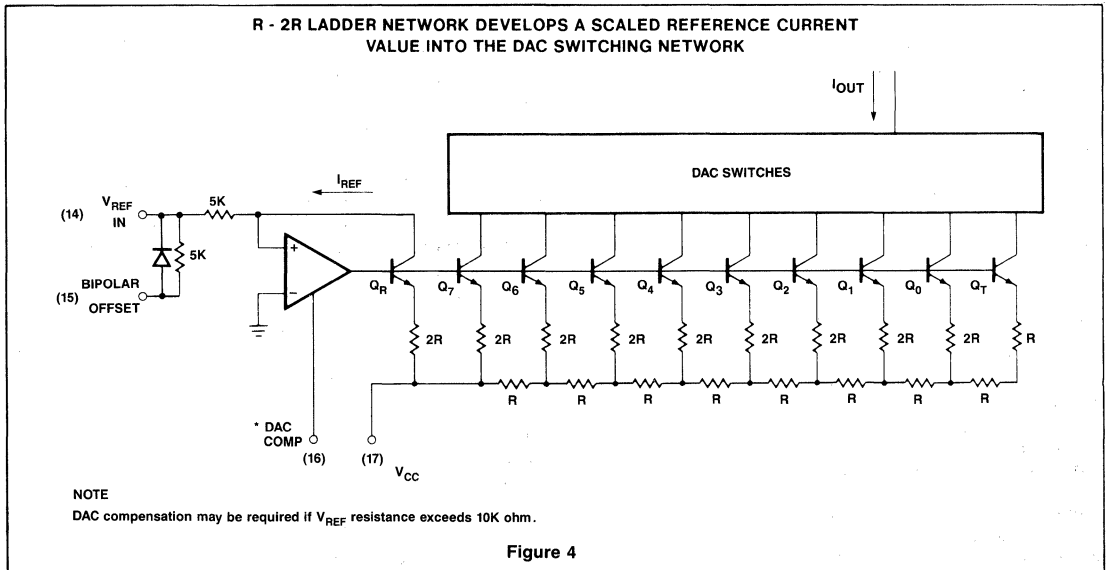 R - 2R LADDER NETWORK DEVELOPS A SCALED REFERENCE CURRENT
VALUE INTO THE DAC SWITCHING NETWORK
IOUT
DAC SWITCHES
IREF
(14) VREF IN
5K
5K
(15) BIPOLAR OFFSET
+
−
QR Q7 Q6 Q5 Q4 Q3 Q2 Q1 Q0 QT
2R 2R 2R 2R 2R 2R 2R 2R 2R R
R R R R R R R R
* DAC
COMP
(16) (17)
VCC
NOTE
DAC compensation may be required if VREF resistance exceeds 10K ohm.
Figure 4